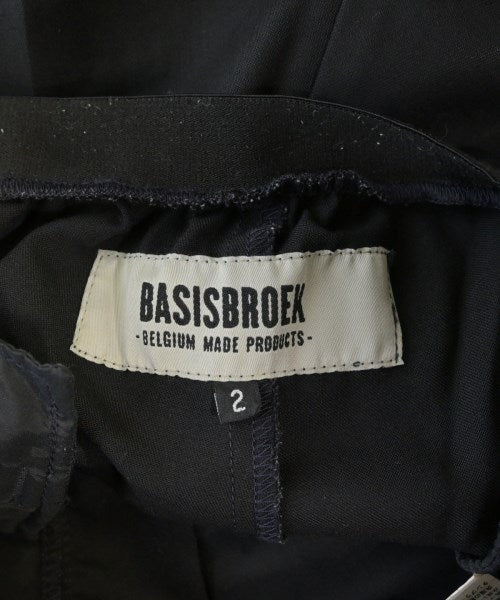 BASISBROEK
-BELGIUM MADE PRODUCTS-
2